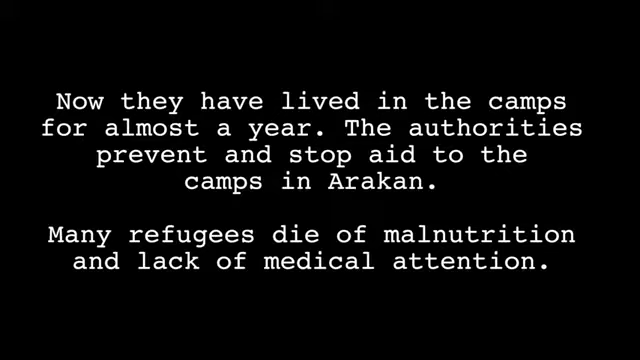 Now they have lived in the camps
for almost a year. The authorities
prevent and stop aid to the
camps in Arakan.
Many refugees die of malnutrition
and lack of medical attention.